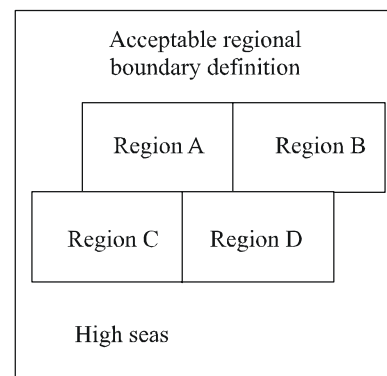 Acceptable regional
boundary definition
Region A
Region B
Region C
Region D
High seas